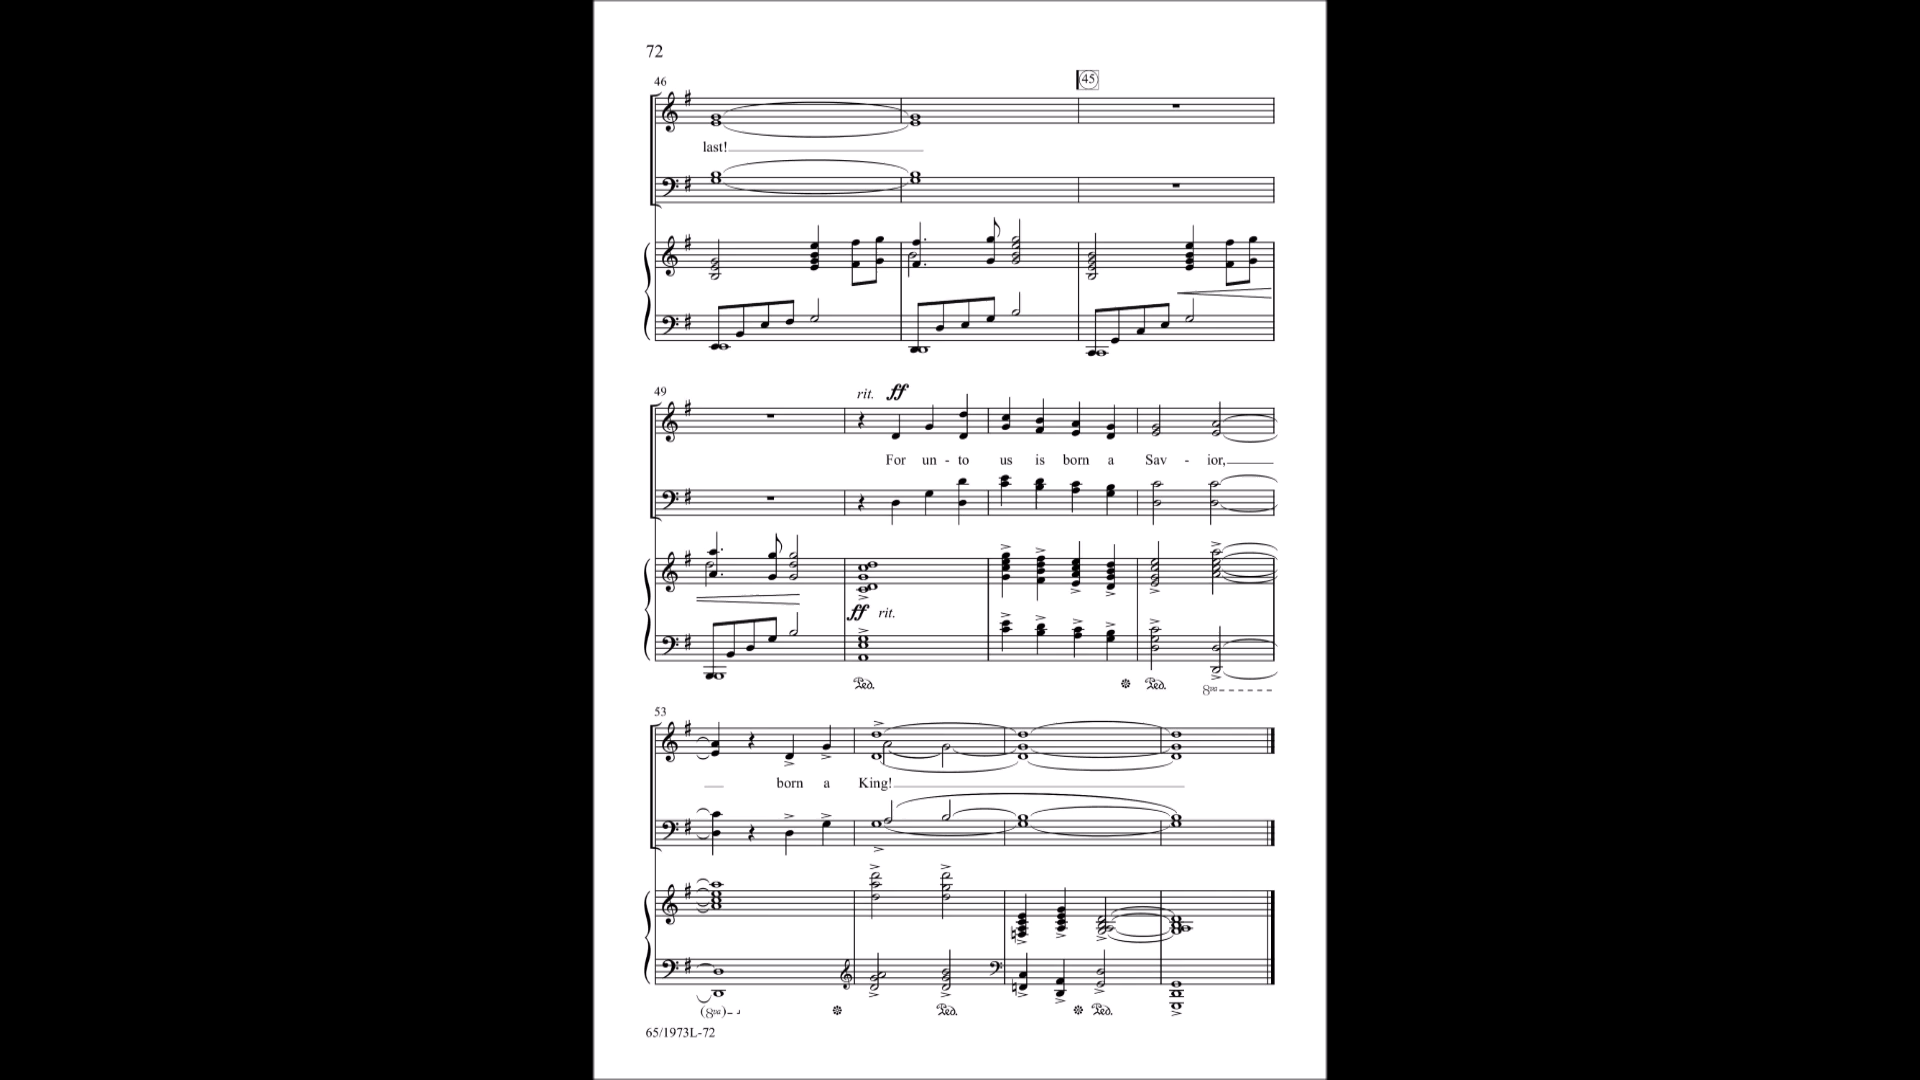 72
46
45
last!
49
rit. ff
For un - to us is born a Sav - ior,
ff rit.
Ped. Ped. 8va
53
born a King!
(8va) Ped. Ped.
65/1973L-72